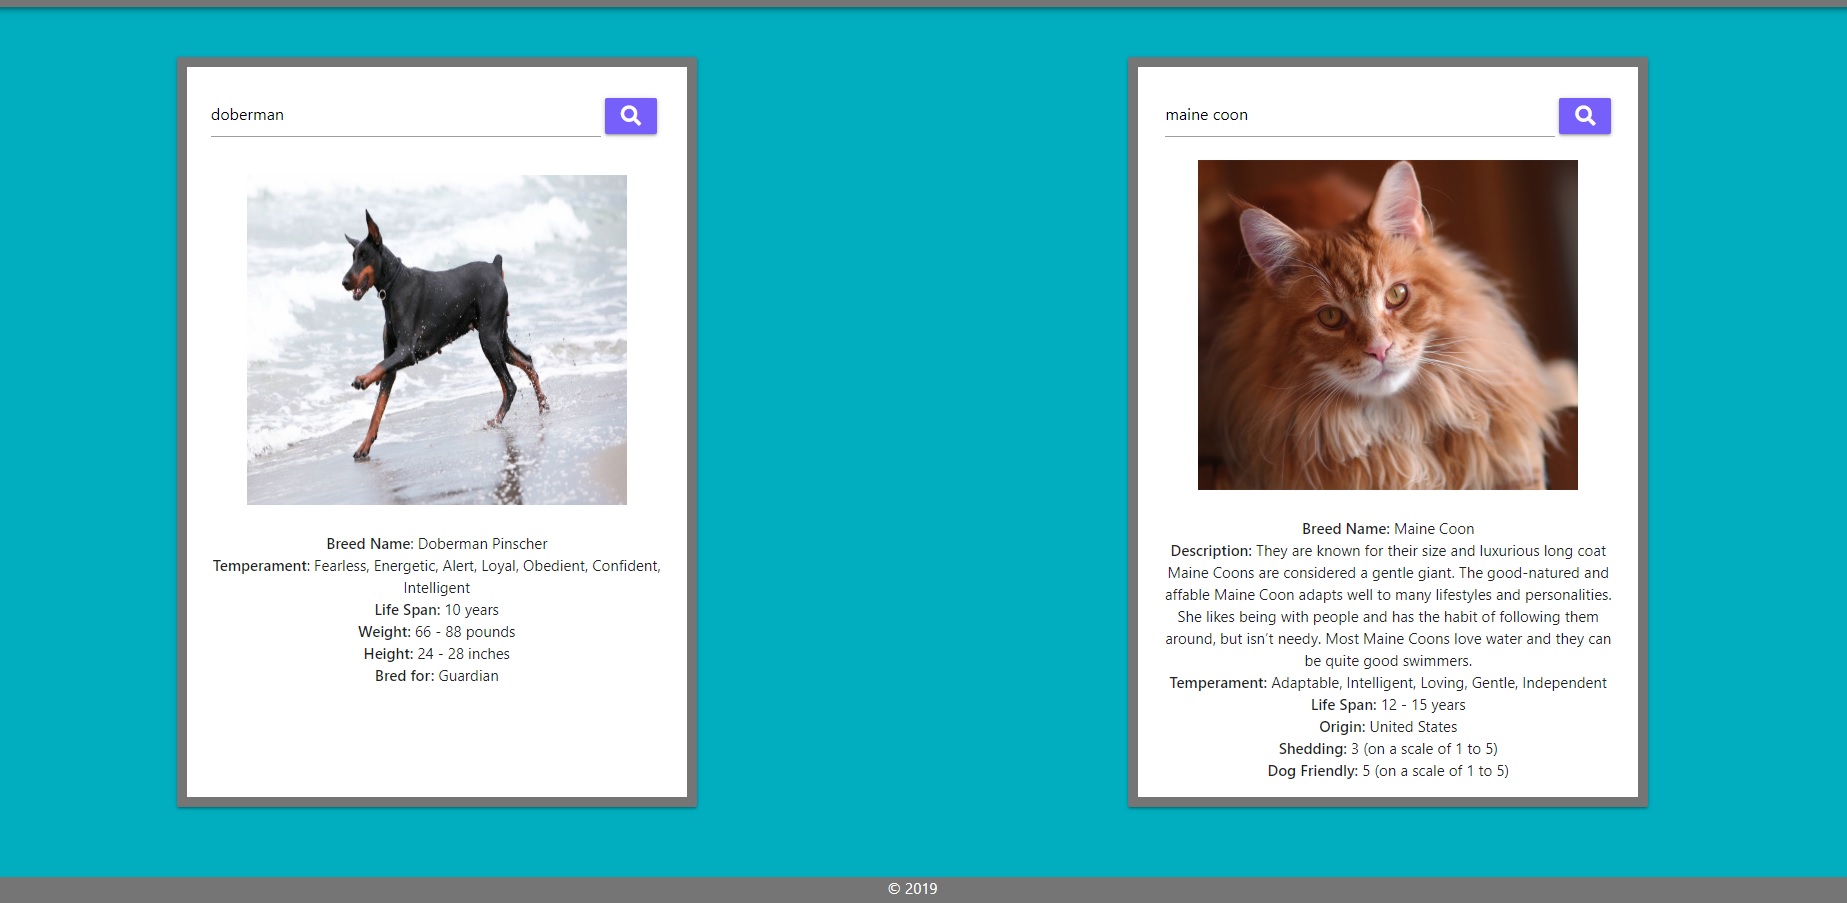 doberman
Breed Name: Doberman Pinscher
Temperament: Fearless, Energetic, Alert, Loyal, Obedient, Confident,
Intelligent
Life Span: 10 years
Weight: 66 - 88 pounds
Height: 24 - 28 inches
Bred for: Guardian
maine coon
Breed Name: Maine Coon
Description: They are known for their size and luxurious long coat
Maine Coons are considered a gentle giant. The good-natured and
affable Maine Coon adapts well to many lifestyles and personalities.
She likes being with people and has the habit of following them
around, but isn’t needy. Most Maine Coons love water and they can
be quite good swimmers.
Temperament: Adaptable, Intelligent, Loving, Gentle, Independent
Life Span: 12 - 15 years
Origin: United States
Shedding: 3 (on a scale of 1 to 5)
Dog Friendly: 5 (on a scale of 1 to 5)
© 2019